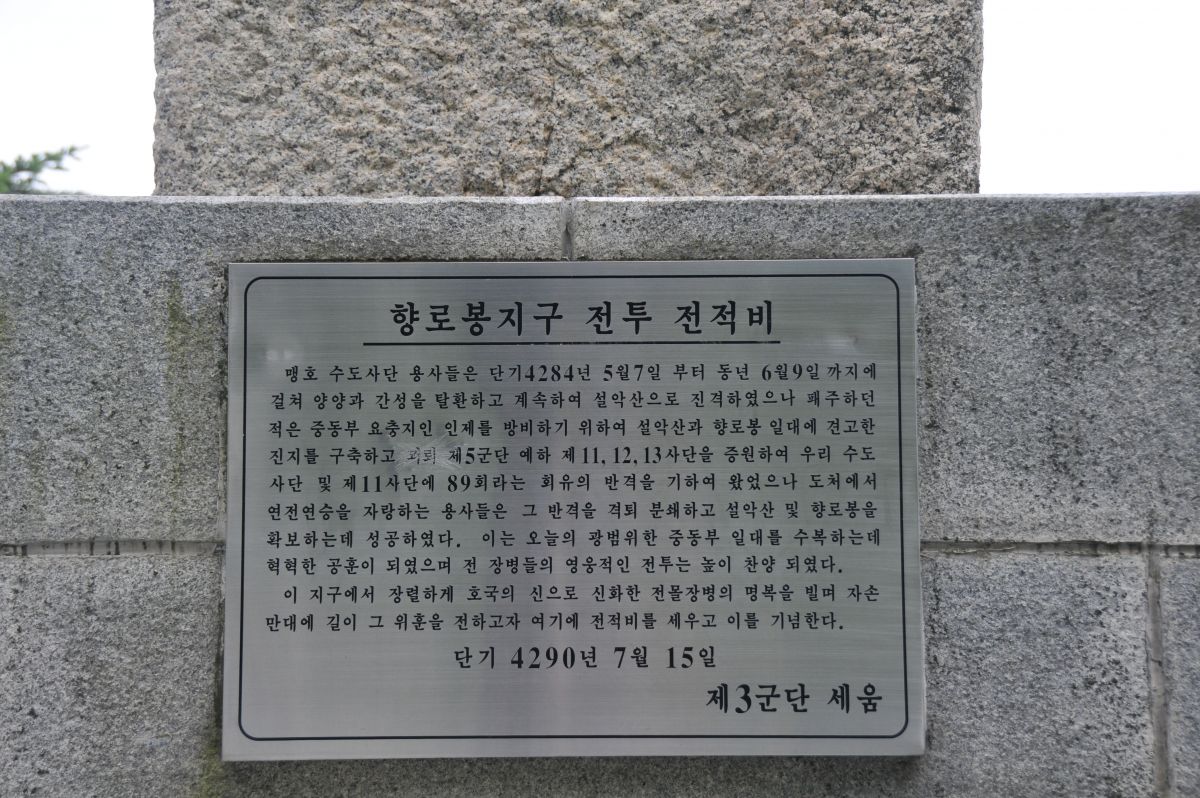 향로봉지구 전투 전적비
맹호 수도사단 용사들은 단기4284년 5월7일 부터 동년 6월9일까지에
걸쳐 양양과 간성을 탈환하고 계속하여 설악산으로 진격하였으나 패주하던
적은 중동부 요충지인 인제를 방비하기 위하여 설악산과 향로봉 일대에 견고한
진지를 구축하고 괴뢰 제5군단 예하 제11, 12, 13사단을 증원하여 우리 수도
사단 및 제11사단에 89회라는 회유의 반격을 기하여 왔었으나 도처에서
연전연승을 자랑하는 용사들은 그 반격을 격퇴 분쇄하고 설악산 및 향로봉을
확보하는데 성공하였다. 이는 오늘의 광범위한 중동부 일대를 수복하는데
혁혁한 공훈이 되였으며 전 장병들의 영웅적인 전투는 높이 찬양 되였다.
이 지구에서 장렬하게 호국의 신으로 신화한 전몰장병의 명복을 빌며 자손
만대에 길이 그 위훈을 전하고자 여기에 전적비를 세우고 이를 기념한다.
단기 4290년 7월 15일
제3군단 세움